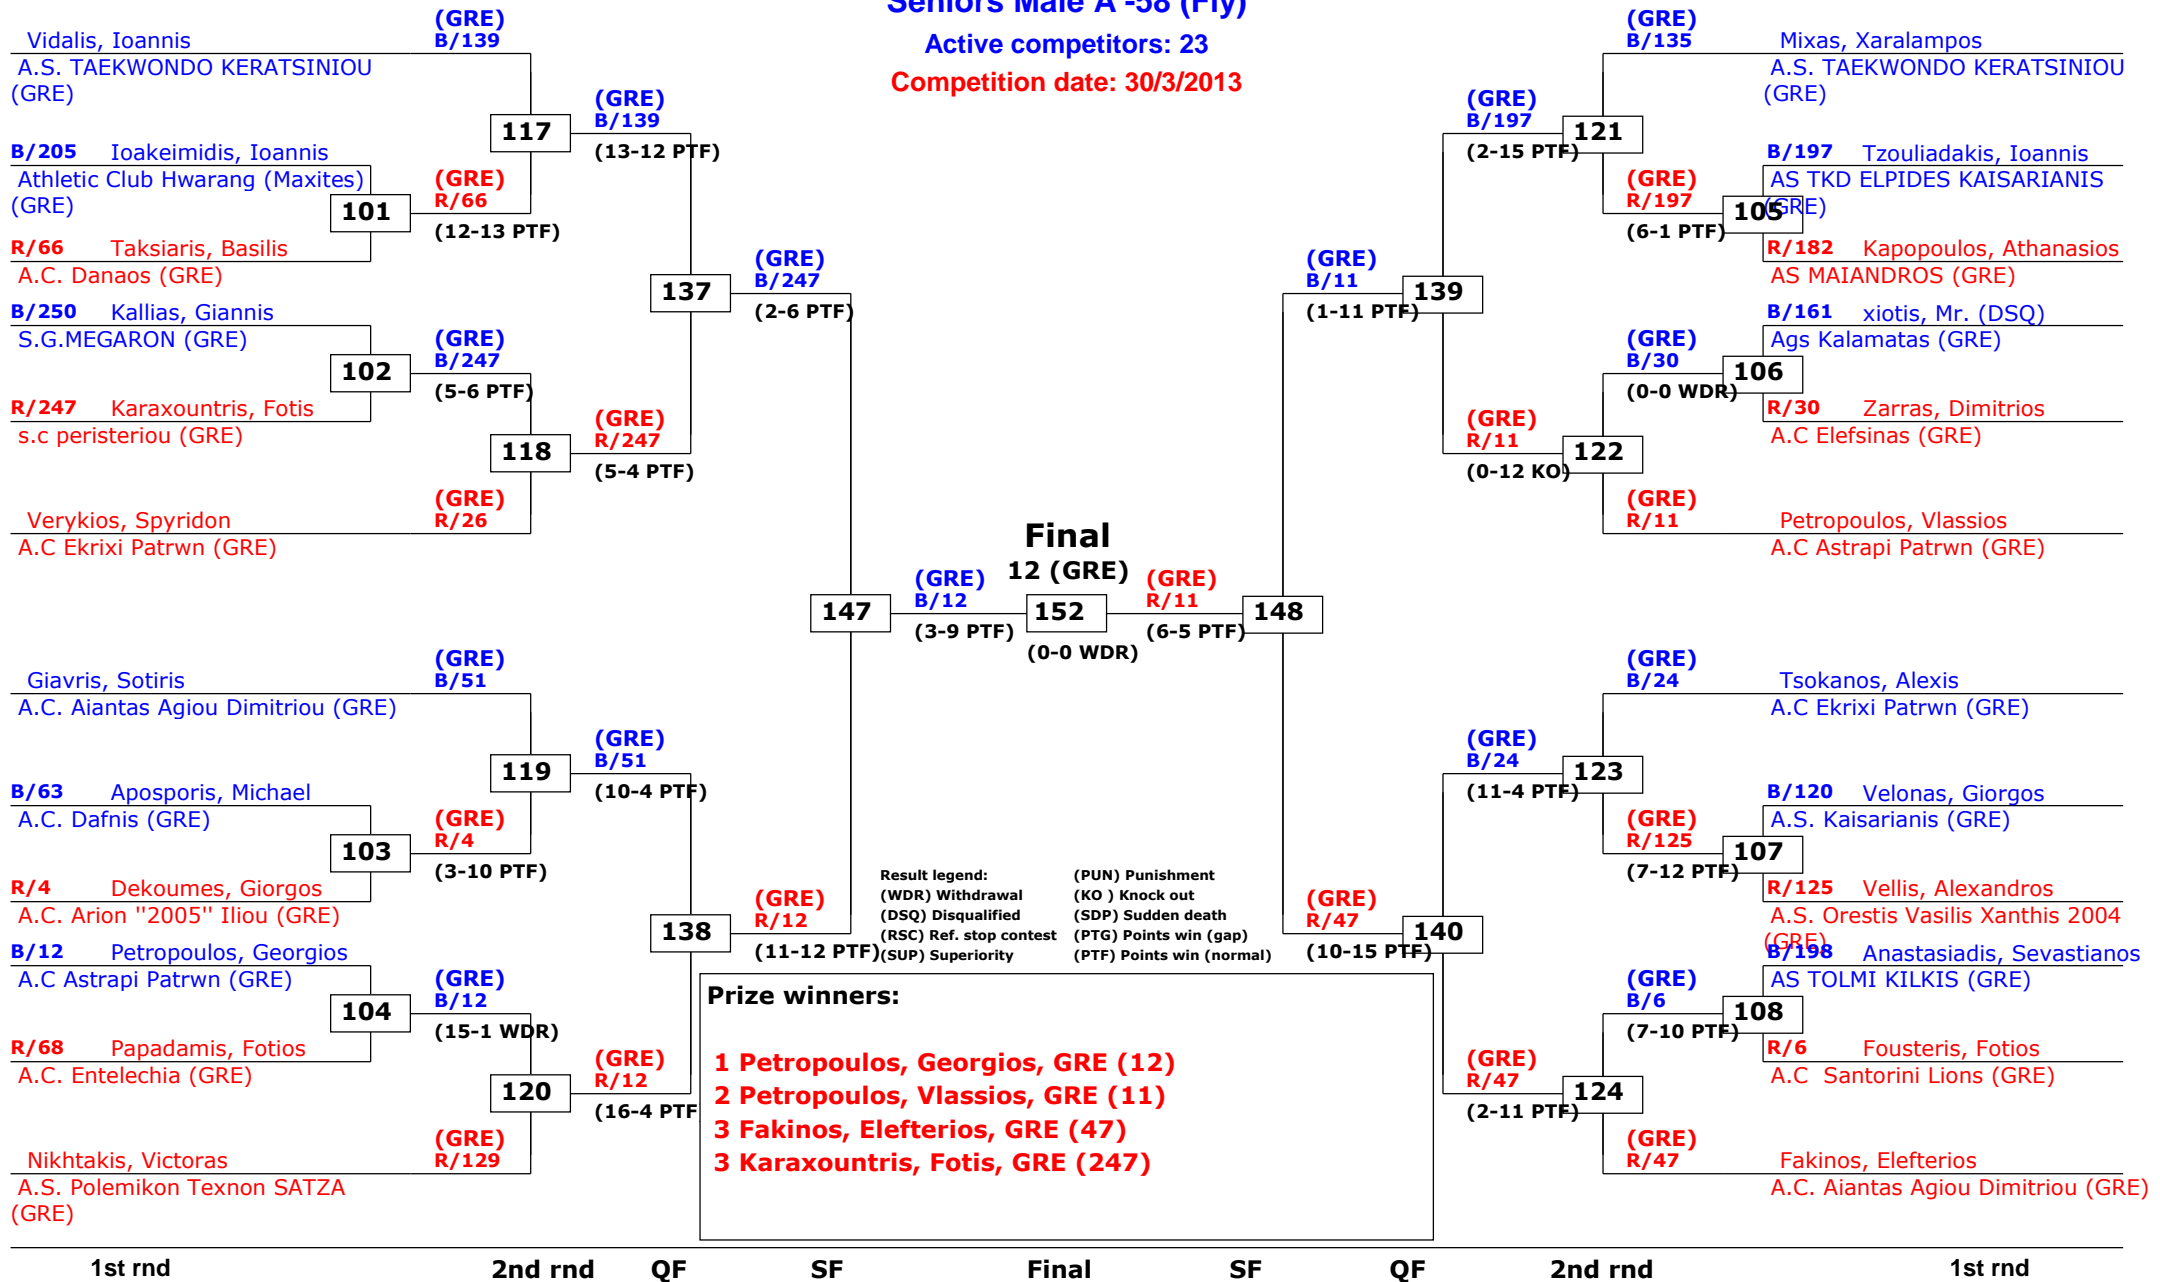 Seniors Male A -58 (Fly)
Active competitors: 23
Competition date: 30/3/2013
Vidalis, Ioannis
(GRE)
B/139
A.S. TAEKWONDO KERATSINIOU
(GRE)
117
(GRE)
B/139
(13-12 PTF)
B/205 Ioakeimidis, Ioannis
Athletic Club Hwarang (Maxites)
(GRE)
101
(GRE)
R/66
(12-13 PTF)
R/66 Taksiaris, Basilis
A.C. Danaos (GRE)
137
(GRE)
B/247
(2-6 PTF)
B/250 Kallias, Giannis
S.G.MEGARON (GRE)
102
(GRE)
B/247
(5-6 PTF)
R/247 Karaxountris, Fotis
s.c peristeriou (GRE)
118
(GRE)
R/247
(5-4 PTF)
(GRE)
R/26
Verykios, Spyridon
A.C Ekrixi Patrwn (GRE)
147
(GRE)
B/12
(3-9 PTF)
Giavris, Sotiris
(GRE)
B/51
A.C. Aiantas Agiou Dimitriou (GRE)
119
(GRE)
B/51
(10-4 PTF)
B/63 Aposporis, Michael
A.C. Dafnis (GRE)
103
(GRE)
R/4
(3-10 PTF)
R/4 Dekoumes, Giorgos
A.C. Arion "2005" Iliou (GRE)
138
(GRE)
R/12
(11-12 PTF)
B/12 Petropoulos, Georgios
A.C Astrapi Patrwn (GRE)
104
(GRE)
B/12
(15-1 WDR)
R/68 Papadamis, Fotios
A.C. Entelechia (GRE)
120
(GRE)
R/12
(16-4 PTF
(GRE)
R/129
Nikhtakis, Victoras
A.S. Polemikon Texnon SATZA
(GRE)
Final
12 (GRE)
152
(0-0 WDR)
(GRE)
R/11
(6-5 PTF)
148
(GRE)
B/135
Mixas, Xaralampos
A.S. TAEKWONDO KERATSINIOU
(GRE)
(GRE)
B/197
(2-15 PTF)
121
B/197 Tzouliadakis, Ioannis
AS TKD ELPIDES KAISARIANIS
(GRE)
(GRE)
R/197
(6-1 PTF)
105
R/182 Kapopoulos, Athanasios
AS MAIANDROS (GRE)
(GRE)
B/11
(1-11 PTF)
139
B/161 xiotis, Mr. (DSQ)
Ags Kalamatas (GRE)
(GRE)
B/30
(0-0 WDR)
106
R/30 Zarras, Dimitrios
A.C Elefsinas (GRE)
(GRE)
R/11
(0-12 KO)
122
(GRE)
R/11
Petropoulos, Vlassios
A.C Astrapi Patrwn (GRE)
(GRE)
B/24
Tsokanos, Alexis
A.C Ekrixi Patrwn (GRE)
(GRE)
B/24
(11-4 PTF)
123
B/120 Velonas, Giorgos
A.S. Kaisarianis (GRE)
(GRE)
R/125
(7-12 PTF)
107
R/125 Vellis, Alexandros
A.S. Orestis Vasilis Xanthis 2004
(GRE)
(GRE)
R/47
(10-15 PTF)
140
B/198 Anastasiadis, Sevastianos
AS TOLMI KILKIS (GRE)
(GRE)
B/6
(7-10 PTF)
108
R/6 Fousteris, Fotios
A.C Santorini Lions (GRE)
(GRE)
R/47
(2-11 PTF)
124
(GRE)
R/47
Fakinos, Elefterios
A.C. Aiantas Agiou Dimitriou (GRE)
Result legend: (PUN) Punishment
(WDR) Withdrawal (KO ) Knock out
(DSQ) Disqualified (SDP) Sudden death
(RSC) Ref. stop contest (PTG) Points win (gap)
(SUP) Superiority (PTF) Points win (normal)
Prize winners:
1 Petropoulos, Georgios, GRE (12)
2 Petropoulos, Vlassios, GRE (11)
3 Fakinos, Elefterios, GRE (47)
3 Karaxountris, Fotis, GRE (247)
1st rnd 2nd rnd QF SF Final SF QF 2nd rnd 1st rnd